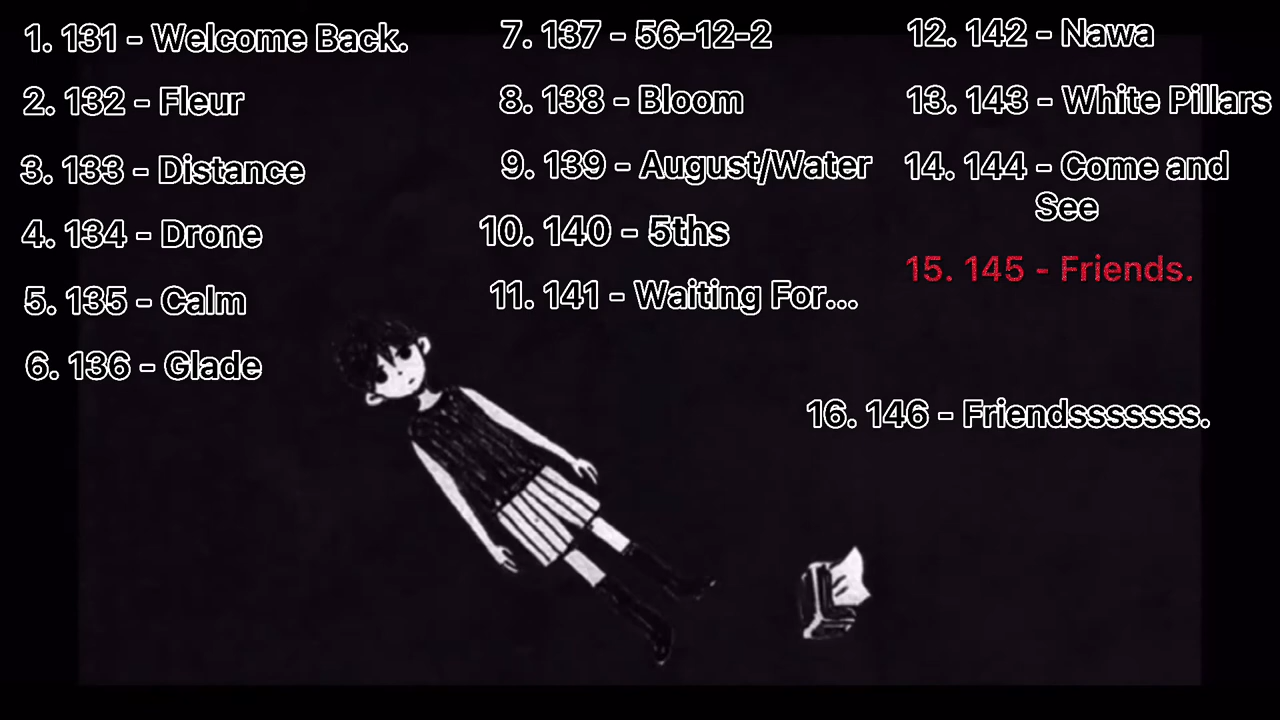 1. 131 - Welcome Back.
2. 132 - Fleur
3. 133 - Distance
4. 134 - Drone
5. 135 - Calm
6. 136 - Glade
7. 137 - 56-12-2
8. 138 - Bloom
9. 139 - August/Water
10. 140 - 5ths
11. 141 - Waiting For...
12. 142 - Nawa
13. 143 - White Pillars
14. 144 - Come and
See
15. 145 - Friends.
16. 146 - Friendsssssss.